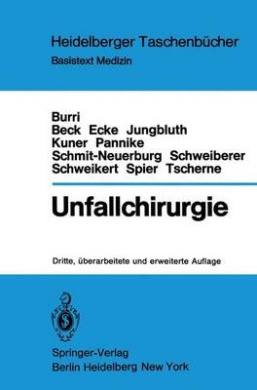 Heidelberger Taschenbücher
Basistext Medizin
Burri
Beck Ecke Jungbluth
Kuner Pannike
Schmit-Neuerburg Schweiberer
Schweikert Spier Tscherne
Unfallchirurgie
Dritte, überarbeitete und erweiterte Auflage
Springer-Verlag
Berlin Heidelberg New York